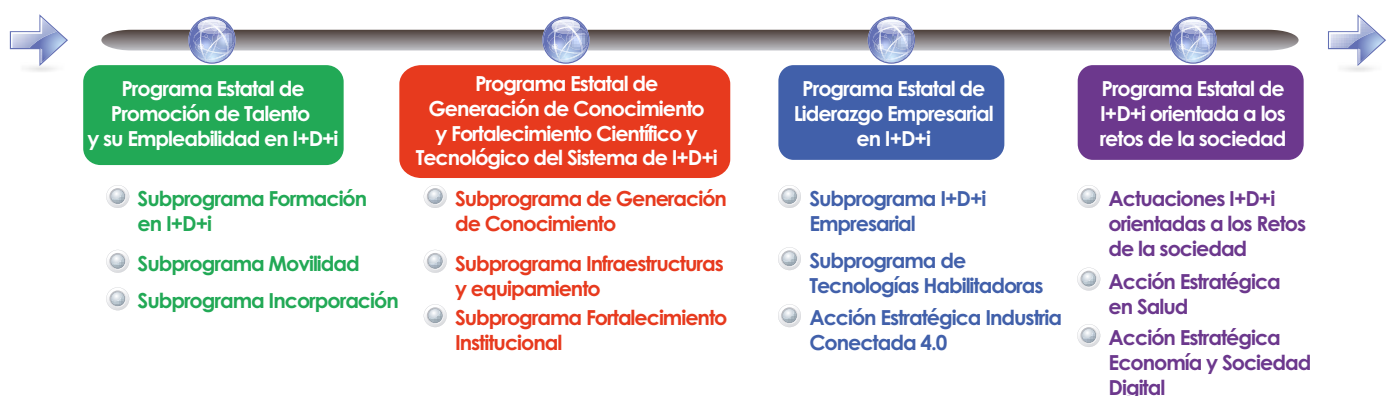 Programa Estatal de
Promoción de Talento
y su Empleabilidad en I+D+i
Subprograma Formación
en I+D+i
Subprograma Movilidad
Subprograma Incorporación
Programa Estatal de
Generación de Conocimiento
y Fortalecimiento Científico y
Tecnológico del Sistema de I+D+i
Subprograma de Generación
de Conocimiento
Subprograma Infraestructuras
y equipamiento
Subprograma Fortalecimiento
Institucional
Programa Estatal de
Liderazgo Empresarial
en I+D+i
Subprograma I+D+i
Empresarial
Subprograma de
Tecnologías Habilitadoras
Acción Estratégica Industria
Conectada 4.0
Programa Estatal de
I+D+i orientada a los
retos de la sociedad
Actuaciones I+D+i
orientadas a los Retos
de la sociedad
Acción Estratégica
en Salud
Acción Estratégica
Economía y Sociedad
Digital